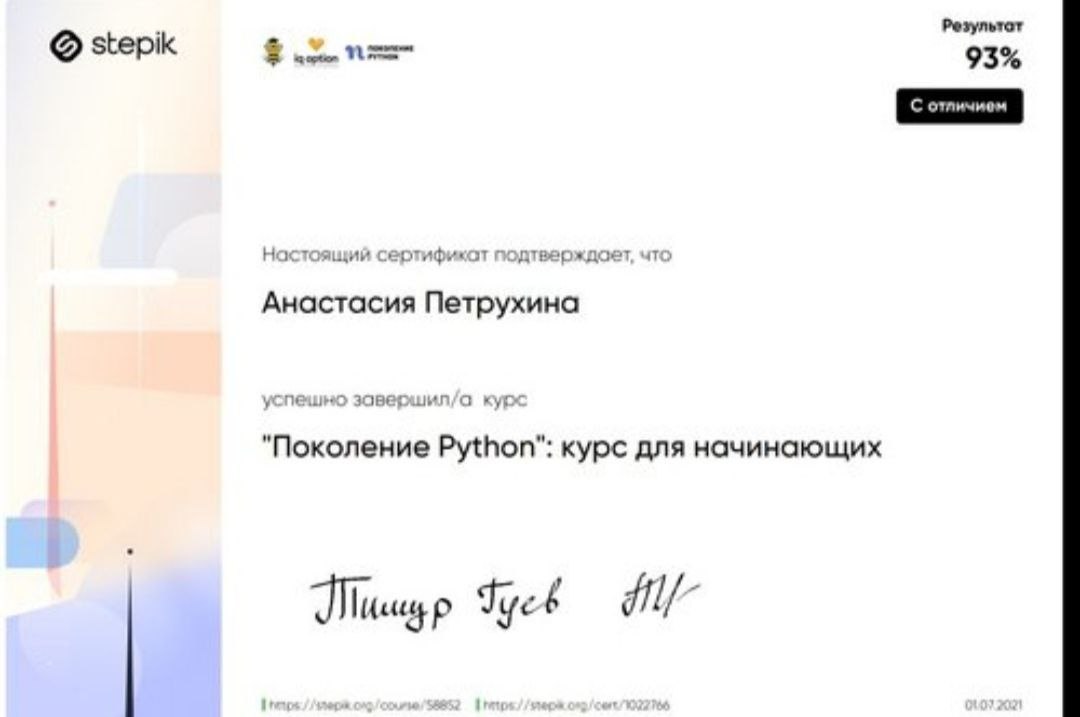 stepik
iq option
ПОКОЛЕНИЕ
PYTHON
Результат
93%
С отличием
Настоящий сертификат подтверждает, что
Анастасия Петрухина
успешно завершил/а курс
"Поколение Python": курс для начинающих
Тимур Гуев
https://stepik.org/course/58852 https://stepik.org/cert/1022766
01.07.2021